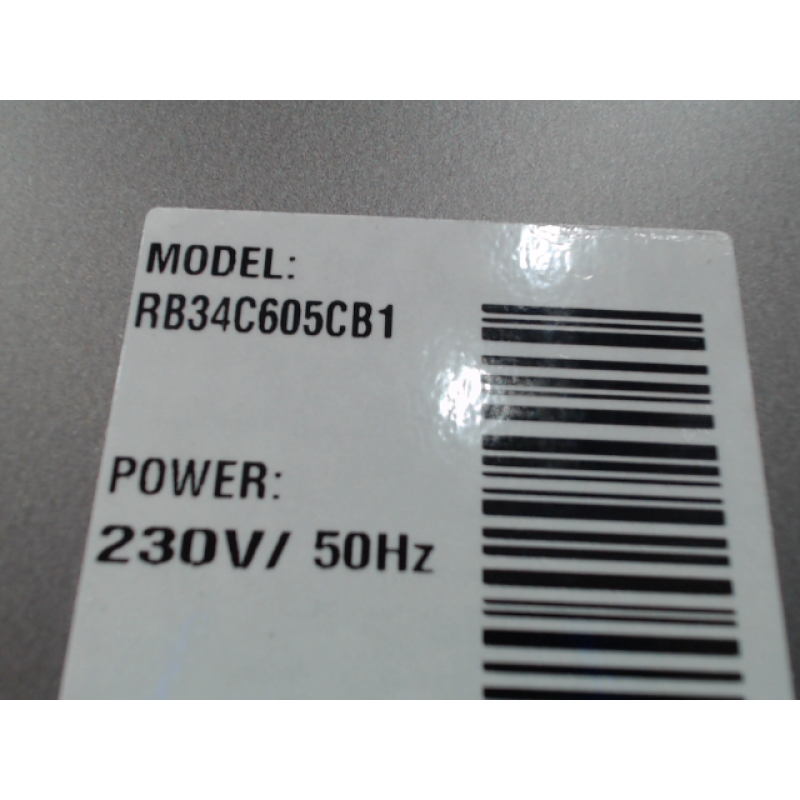 MODEL:
RB34C605CB1
POWER:
230V/ 50Hz